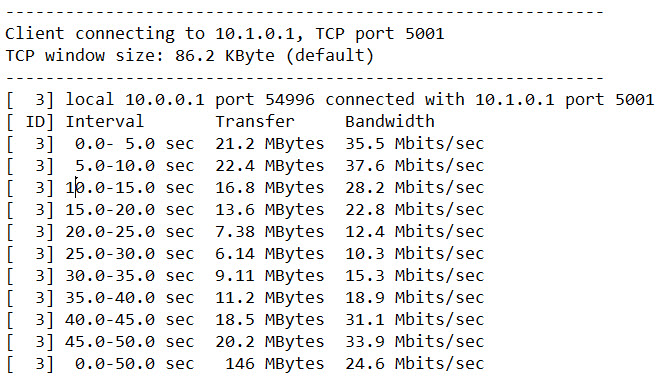 ------------------------------------------------------------
Client connecting to 10.1.0.1, TCP port 5001
TCP window size: 86.2 KByte (default)
------------------------------------------------------------
[  3] local 10.0.0.1 port 54996 connected with 10.1.0.1 port 5001
[ ID] Interval       Transfer     Bandwidth
[  3]  0.0- 5.0 sec  21.2 MBytes  35.5 Mbits/sec
[  3]  5.0-10.0 sec  22.4 MBytes  37.6 Mbits/sec
[  3] 10.0-15.0 sec  16.8 MBytes  28.2 Mbits/sec
[  3] 15.0-20.0 sec  13.6 MBytes  22.8 Mbits/sec
[  3] 20.0-25.0 sec  7.38 MBytes  12.4 Mbits/sec
[  3] 25.0-30.0 sec  6.14 MBytes  10.3 Mbits/sec
[  3] 30.0-35.0 sec  9.11 MBytes  15.3 Mbits/sec
[  3] 35.0-40.0 sec  11.2 MBytes  18.9 Mbits/sec
[  3] 40.0-45.0 sec  18.5 MBytes  31.1 Mbits/sec
[  3] 45.0-50.0 sec  20.2 MBytes  33.9 Mbits/sec
[  3]  0.0-50.0 sec   146 MBytes  24.6 Mbits/sec